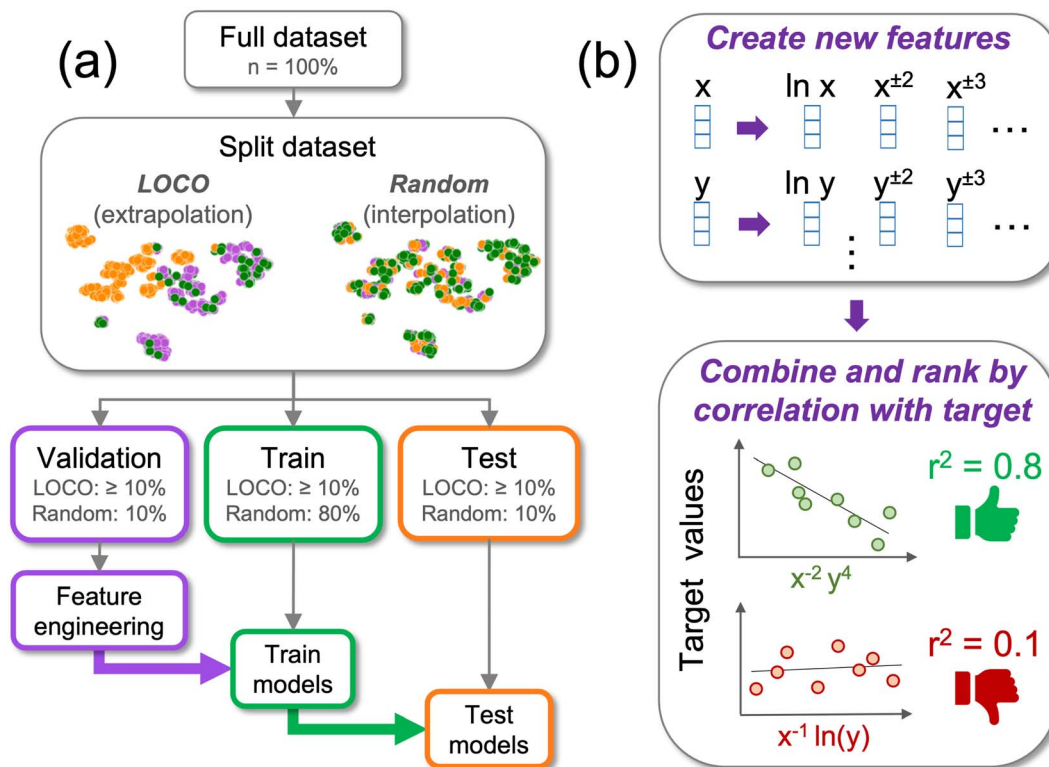 (a)
Full dataset
n = 100%
Split dataset
LOCO
(extrapolation)
Random
(interpolation)
Validation
LOCO: ≥ 10%
Random: 10%
Train
LOCO: ≥ 10%
Random: 80%
Test
LOCO: ≥ 10%
Random: 10%
Feature
engineering
Train
models
Test
models
(b)
Create new features
x ln x x±2 x±3 ...
y ln y y±2 y±3 ...
⋮
Combine and rank by
correlation with target
Target values
r² = 0.8
x⁻² y⁴
r² = 0.1
x⁻¹ ln(y)